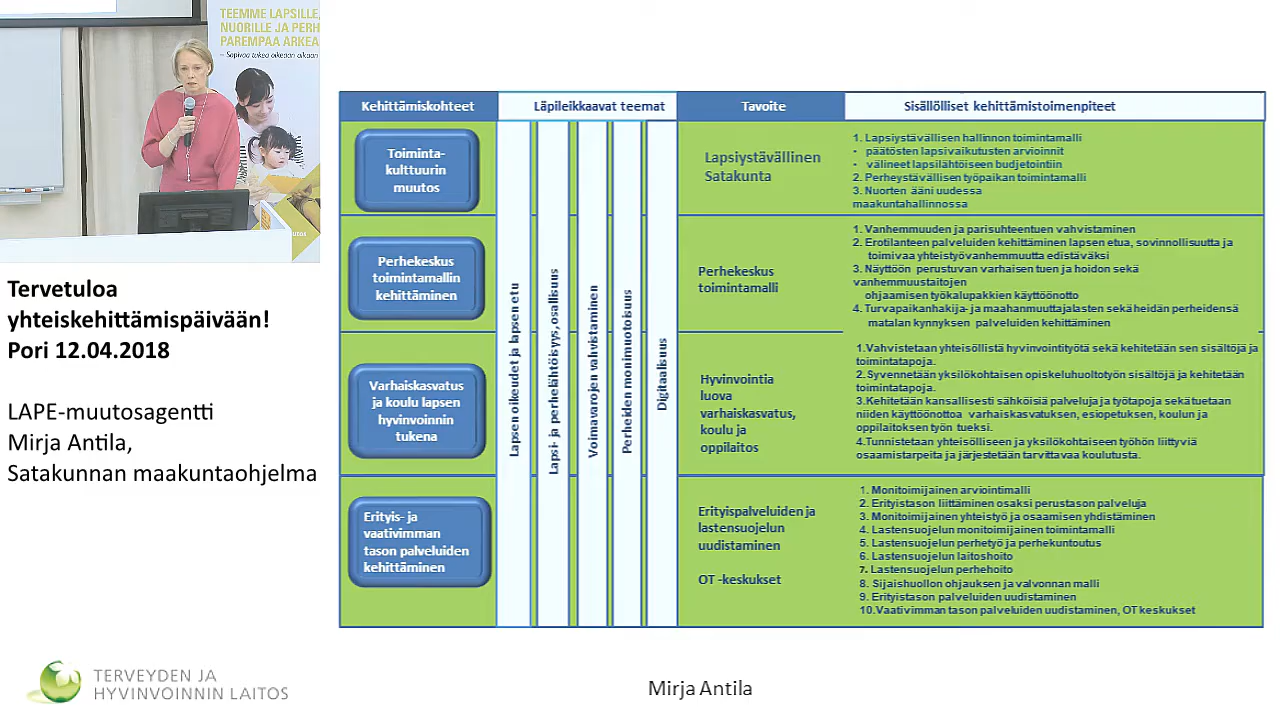 TEEMME LAPSILLE,
NUORILLE JA PERH
PAREMPAA ARKEA
– Sopivaa tukea oikeaan aikaan
Tervetuloa
yhteiskehittämispäivään!
Pori 12.04.2018
LAPE-muutosagentti
Mirja Antila,
Satakunnan maakuntaohjelma
TERVEYDEN JA
HYVINVOINNIN LAITOS
Kehittämiskohteet
Läpileikkaavat teemat
Tavoite
Sisällölliset kehittämistoimenpiteet
Toiminta-
kulttuurin
muutos
Perhekeskus
toimintamallin
kehittäminen
Varhaiskasvatus
ja koulu lapsen
hyvinvoinnin
tukena
Erityis- ja
vaativimman
tason palveluiden
kehittäminen
Lapsen oikeudet ja lapsen etu
Lapsi- ja perhelähtöisyys, osallisuus
Voimavarojen vahvistaminen
Perheiden monimuotoisuus
Digitaalisuus
Lapsiystävällinen
Satakunta
1. Lapsiystävällisen hallinnon toimintamalli
• päätösten lapsivaikutusten arvioinnit
• välineet lapsilähtöiseen budjetointiin
2. Perheystävällisen työpaikan toimintamalli
3. Nuorten ääni uudessa
maakuntahallinnossa
Perhekeskus
toimintamalli
1. Vanhemmuuden ja parisuhteentuen vahvistaminen
2. Erotilanteen palveluiden kehittäminen lapsen etua, sovinnollisuutta ja
toimivaa yhteistyövanhemmuutta edistäväksi
3. Näyttöön perustuvan varhaisen tuen ja hoidon sekä
vanhemmuustaitojen
ohjaamisen työkalupakkien käyttöönotto
4. Turvapaikanhakija- ja maahanmuuttajalasten sekä heidän perheidensä
matalan kynnyksen palveluiden kehittäminen
Hyvinvointia
luova
varhaiskasvatus,
koulu ja
oppilaitos
1.Vahvistetaan yhteisöllistä hyvinvointityötä sekä kehitetään sen sisältöjä ja
toimintatapoja.
2. Syvennetään yksilökohtaisen opiskeluhuoltotyön sisältöjä ja kehitetään
toimintatapoja.
3.Kehitetään kansallisesti sähköisiä palveluja ja työtapoja sekä tuetaan
niiden käyttöönottoa varhaiskasvatuksen, esiopetuksen, koulun ja
oppilaitoksen työn tueksi.
4.Tunnistetaan yhteisölliseen ja yksilökohtaiseen työhön liittyviä
osaamistarpeita ja järjestetään tarvittavaa koulutusta.
Erityispalveluiden ja
lastensuojelun
uudistaminen
OT -keskukset
1. Monitoimijainen arviointimalli
2. Erityistason liittäminen osaksi perustason palveluja
3. Monitoimijainen yhteistyö ja osaamisen yhdistäminen
4. Lastensuojelun monitoimijainen toimintamalli
5. Lastensuojelun perhetyö ja perhekuntoutus
6. Lastensuojelun laitoshoito
7. Lastensuojelun perhehoito
8. Sijaishuollon ohjauksen ja valvonnan malli
9. Erityistason palveluiden uudistaminen
10.Vaativimman tason palveluiden uudistaminen, OT keskukset
Mirja Antila